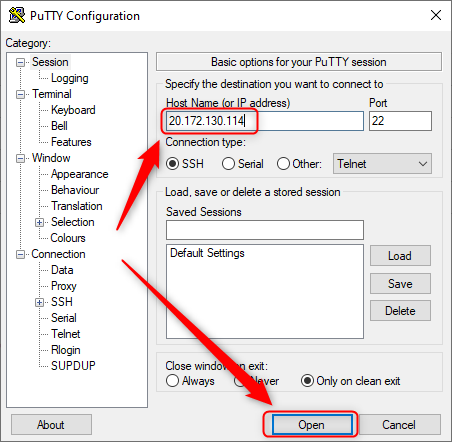 PuTTY Configuration
Category:
Session
Logging
Terminal
Keyboard
Bell
Features
Window
Appearance
Behaviour
Translation
Selection
Colours
Connection
Data
Proxy
SSH
Serial
Telnet
Rlogin
SUPDUP
Basic options for your PuTTY session
Specify the destination you want to connect to
Host Name (or IP address) Port
20.172.130.114 22
Connection type:
SSH Serial Other: Telnet
Load, save or delete a stored session
Saved Sessions
Default Settings
Load
Save
Delete
Close window on exit:
Always Never Only on clean exit
About Open Cancel